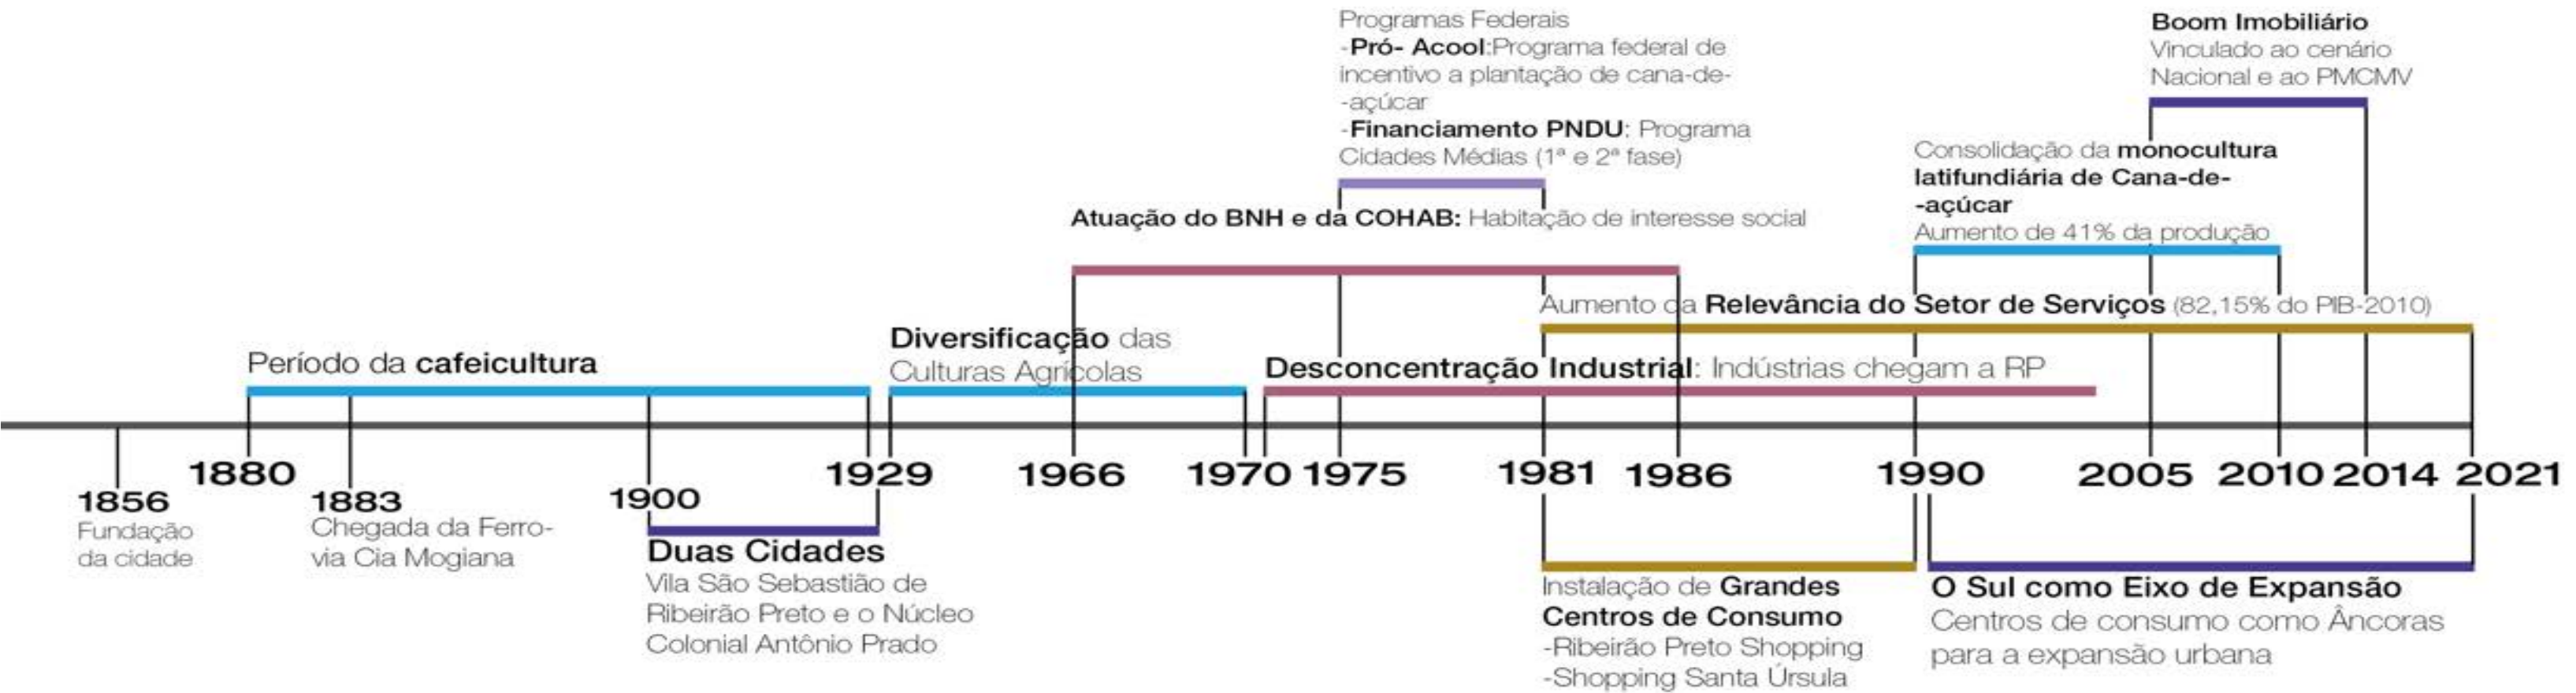 Programas Federais
-Pró- Acool:Programa federal de
incentivo a plantação de cana-de-
-açúcar
-Financiamento PNDU: Programa
Cidades Médias (1ª e 2ª fase)
Boom Imobiliário
Vinculado ao cenário
Nacional e ao PMCMV
Consolidação da monocultura
latifundiária de Cana-de-
-açúcar
Aumento de 41% da produção
Atuação do BNH e da COHAB: Habitação de interesse social
Aumento da Relevância do Setor de Serviços (82,15% do PIB-2010)
Diversificação das
Culturas Agrícolas
Período da cafeicultura
Desconcentração Industrial: Indústrias chegam a RP
1880 1929 1966 1970 1975 1981 1986 1990 2005 2010 2014 2021
1856 1883 1900
Fundação
da cidade
Chegada da Ferro-
via Cia Mogiana
Duas Cidades
Vila São Sebastião de
Ribeirão Preto e o Núcleo
Colonial Antônio Prado
Instalação de Grandes
Centros de Consumo
-Ribeirão Preto Shopping
-Shopping Santa Úrsula
O Sul como Eixo de Expansão
Centros de consumo como Âncoras
para a expansão urbana